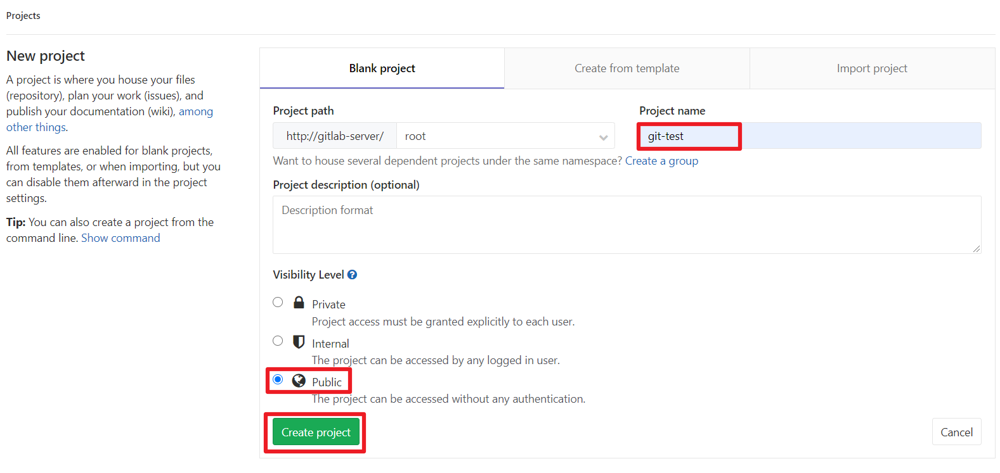 Projects
New project
A project is where you house your files
(repository), plan your work (issues), and
publish your documentation (wiki), among
other things.
All features are enabled for blank projects,
from templates, or when importing, but you
can disable them afterward in the project
settings.
Tip: You can also create a project from the
command line. Show command
Blank project
Create from template
Import project
Project path
Project name
http://gitlab-server/
root
git-test
Want to house several dependent projects under the same namespace? Create a group
Project description (optional)
Description format
Visibility Level
Private
Project access must be granted explicitly to each user.
Internal
The project can be accessed by any logged in user.
Public
The project can be accessed without any authentication.
Create project
Cancel